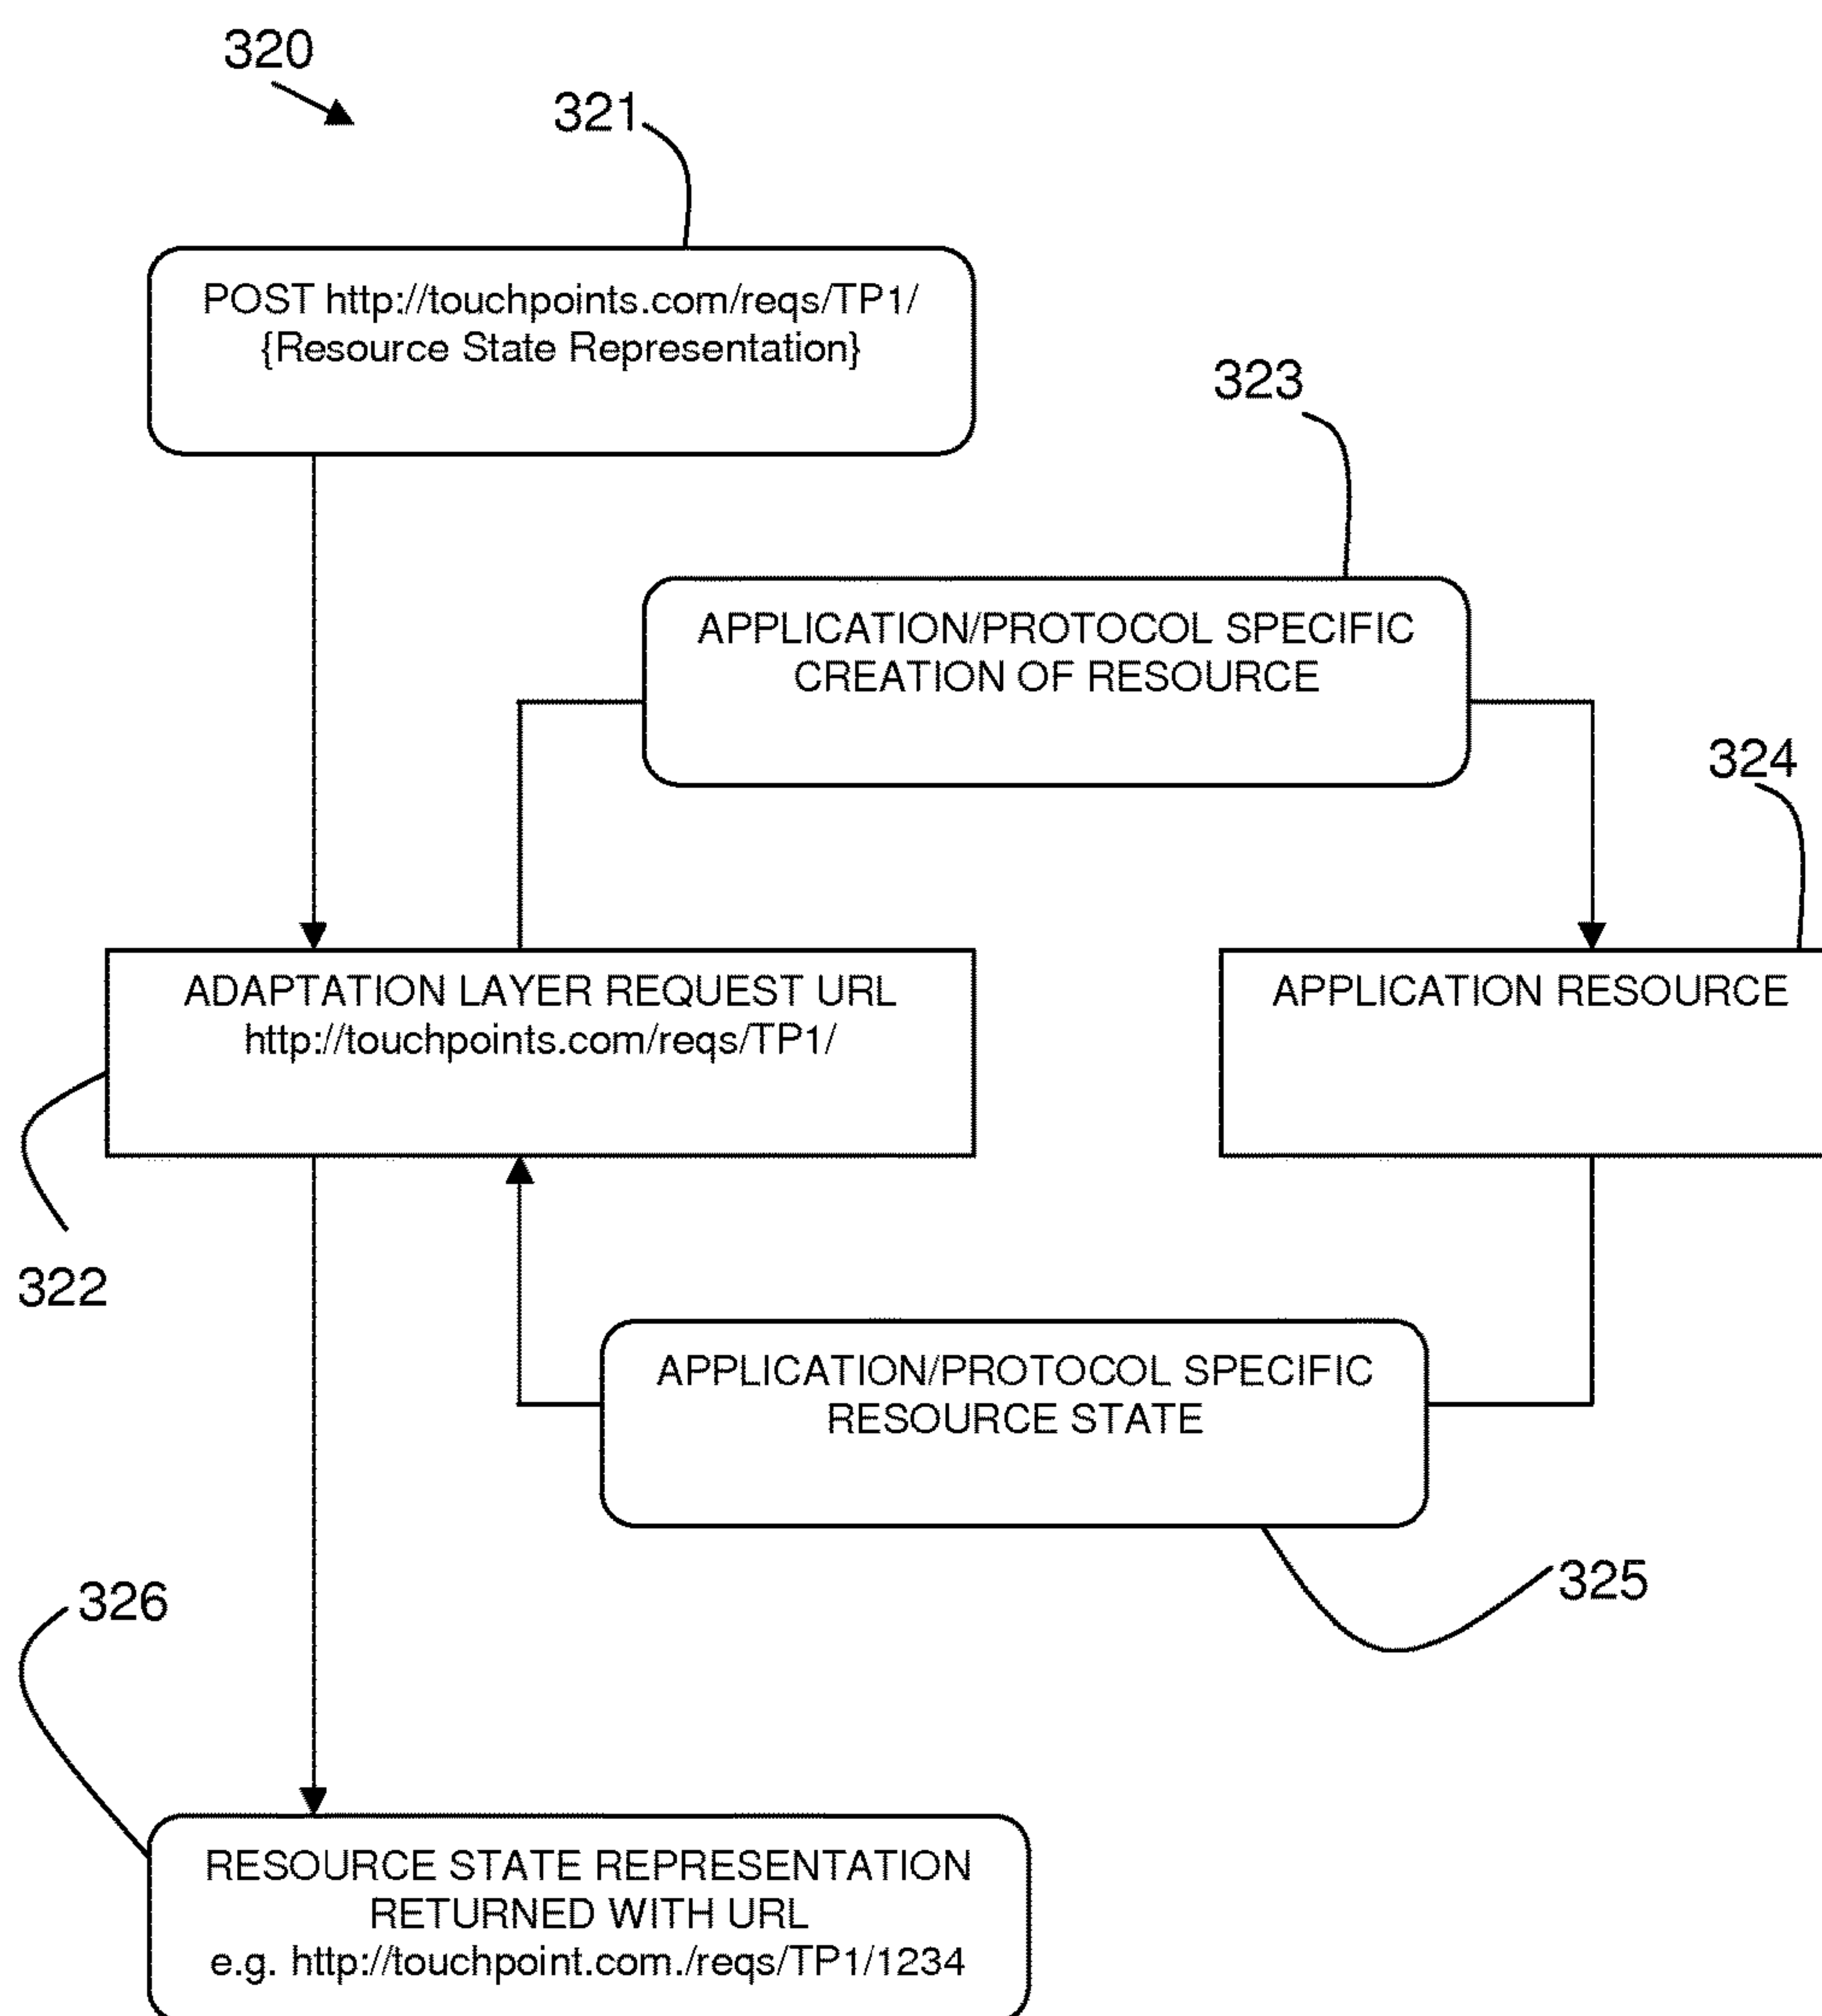 320
321
POST http://touchpoints.com/reqs/TP1/
{Resource State Representation}
323
APPLICATION/PROTOCOL SPECIFIC
CREATION OF RESOURCE
324
ADAPTATION LAYER REQUEST URL
http://touchpoints.com/reqs/TP1/
APPLICATION RESOURCE
322
APPLICATION/PROTOCOL SPECIFIC
RESOURCE STATE
325
326
RESOURCE STATE REPRESENTATION
RETURNED WITH URL
e.g. http://touchpoint.com./reqs/TP1/1234